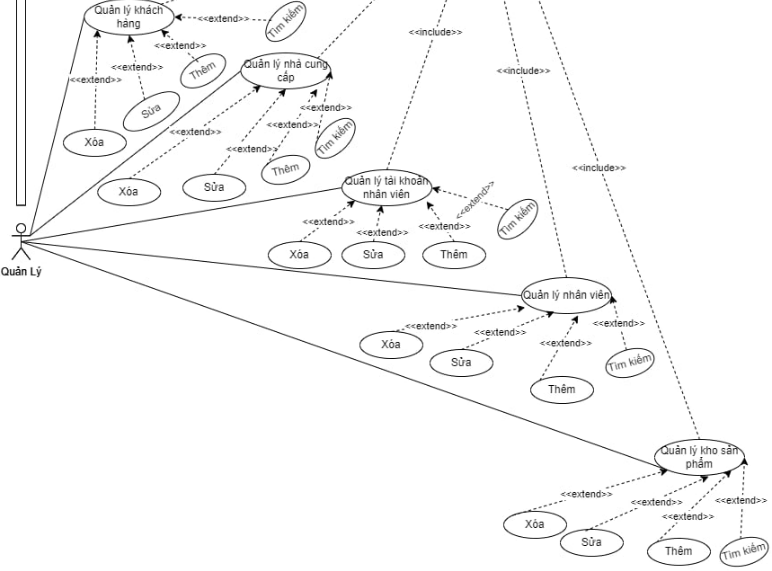 Quản lý khách
hàng
<<extend>>
Tìm kiếm
<<include>>
<<extend>>
<<extend>>
<<extend>>
Thêm
Sửa
Xóa
Quản lý nhà cung
cấp
<<include>>
<<extend>>
<<extend>>
<<extend>>
<<extend>>
Tìm kiếm
Thêm
Sửa
Xóa
<<include>>
Quản lý tài khoản
nhân viên
<<extend>>
Tìm kiếm
<<extend>>
<<extend>>
<<extend>>
Xóa
Sửa
Thêm
Quản Lý
Quản lý nhân viên
<<extend>>
<<extend>>
<<extend>>
<<extend>>
Xóa
Sửa
Thêm
Tìm kiếm
Quản lý kho sản
phẩm
<<extend>>
<<extend>>
<<extend>>
<<extend>>
Xóa
Sửa
Thêm
Tìm kiếm